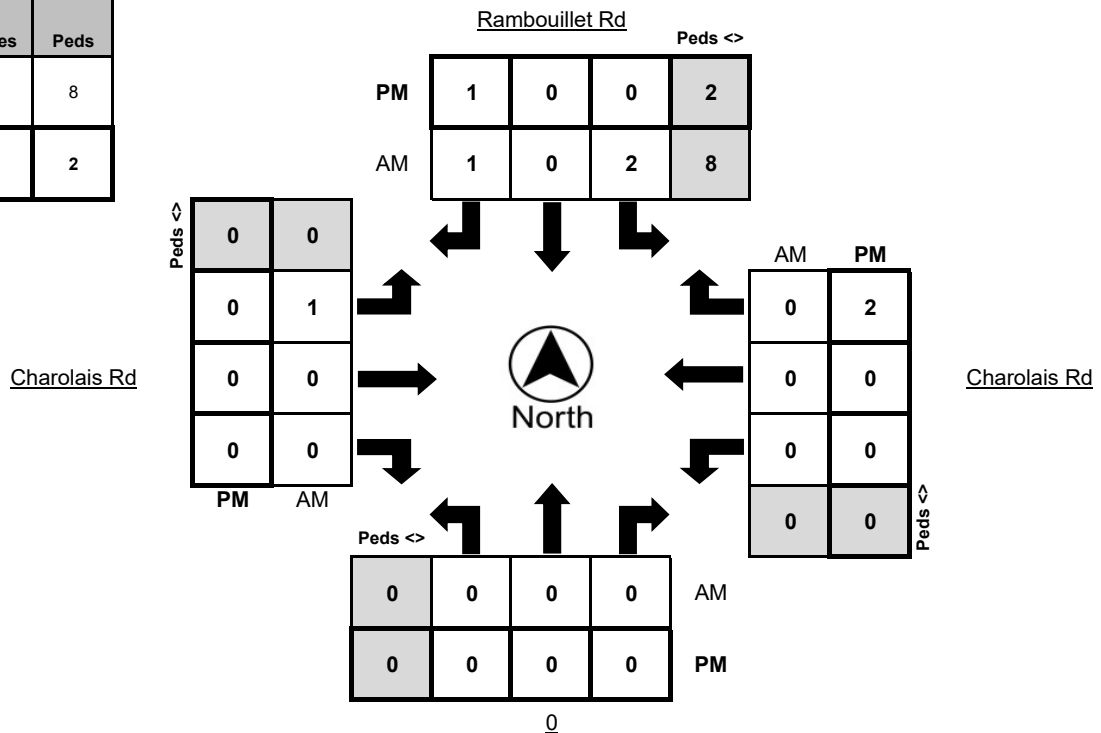 Rambouillet Rd
Peds
Peds <>
PM 1 0 0 2
8
AM 1 0 2 8
2
Peds <>
0 0
AM PM
0 1
0 2
Charolais Rd
0 0
North
0 0
Charolais Rd
0 0
0 0
PM AM
0 0
Peds <>
Peds <>
0 0 0 0 AM
0 0 0 0 PM
0